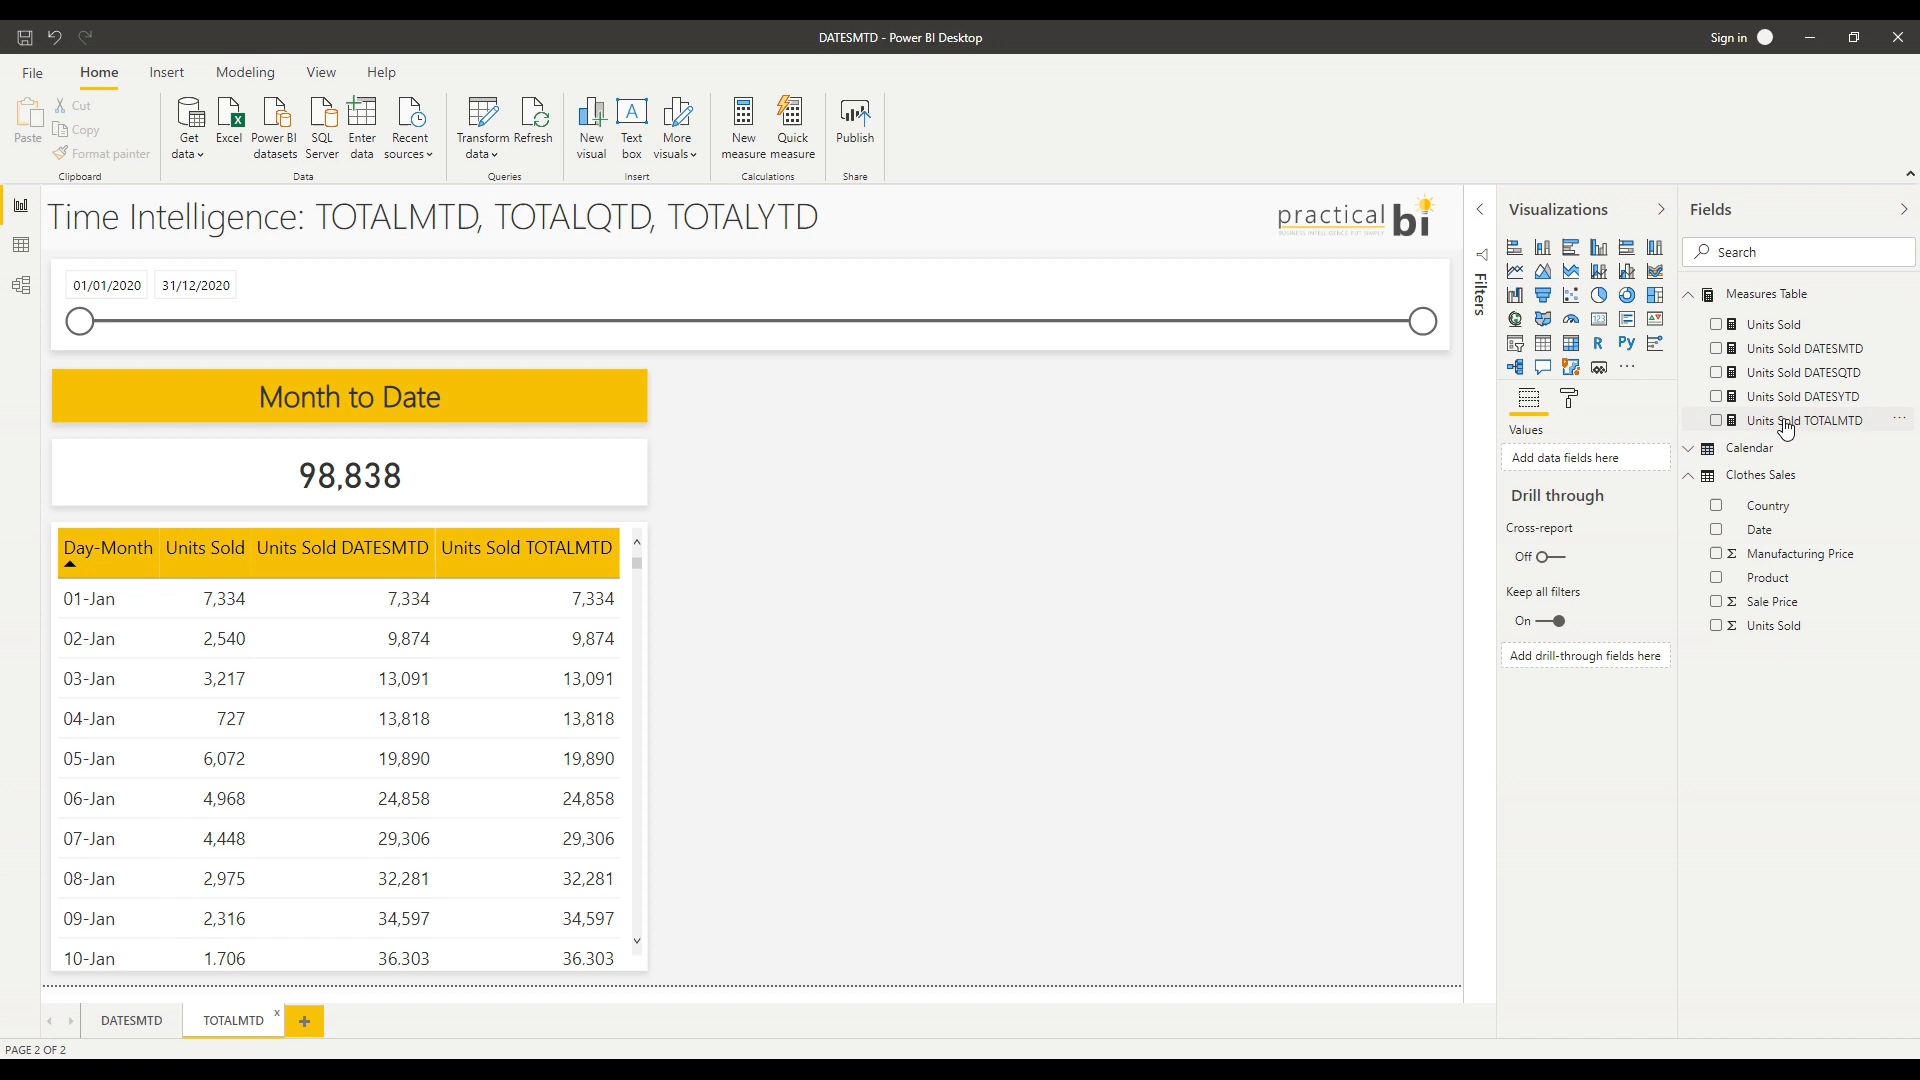 DATESMTD - Power BI Desktop
Sign in
File Home Insert Modeling View Help
Paste
Cut
Copy
Format painter
Clipboard
Get data
Excel
Power BI datasets
SQL Server
Enter data
Recent sources
Data
Transform data
Refresh
Queries
New visual
Text box
More visuals
Insert
New measure
Quick measure
Calculations
Publish
Share
Time Intelligence: TOTALMTD, TOTALQTD, TOTALYTD
practical bi
BUSINESS INTELLIGENCE PUT SIMPLY
01/01/2020 31/12/2020
Month to Date
98,838
Day-Month Units Sold Units Sold DATESMTD Units Sold TOTALMTD
01-Jan 7,334 7,334 7,334
02-Jan 2,540 9,874 9,874
03-Jan 3,217 13,091 13,091
04-Jan 727 13,818 13,818
05-Jan 6,072 19,890 19,890
06-Jan 4,968 24,858 24,858
07-Jan 4,448 29,306 29,306
08-Jan 2,975 32,281 32,281
09-Jan 2,316 34,597 34,597
10-Jan 1.706 36.303 36.303
Filters
Visualizations
R
Py
Values
Add data fields here
Drill through
Cross-report
Off
Keep all filters
On
Add drill-through fields here
Fields
Search
Measures Table
Units Sold
Units Sold DATESMTD
Units Sold DATESQTD
Units Sold DATESYTD
Units Sold TOTALMTD
Calendar
Clothes Sales
Country
Date
Σ Manufacturing Price
Product
Σ Sale Price
Σ Units Sold
DATESMTD TOTALMTD x +
PAGE 2 OF 2